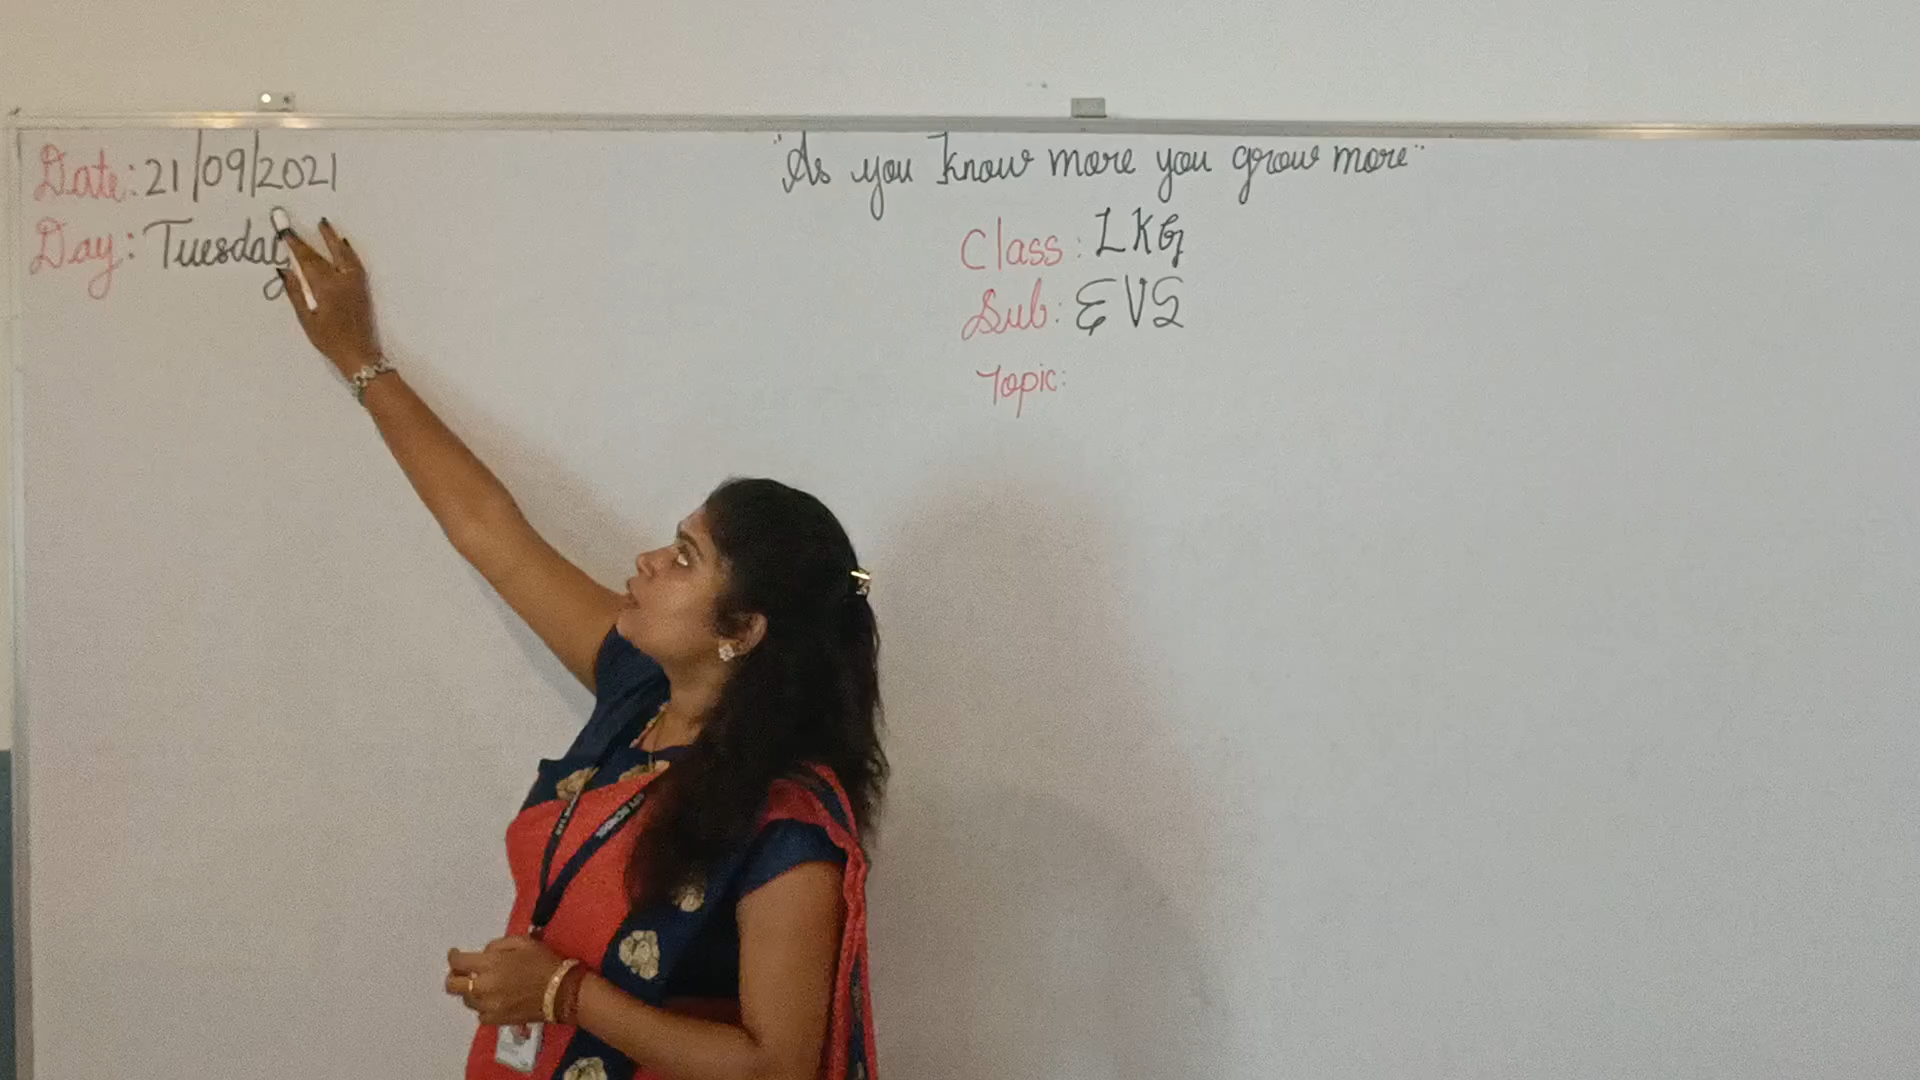 Date: 21/09/2021
Day: Tuesday
"As you know more you grow more"
Class: LKG
Sub: EVS
Topic: